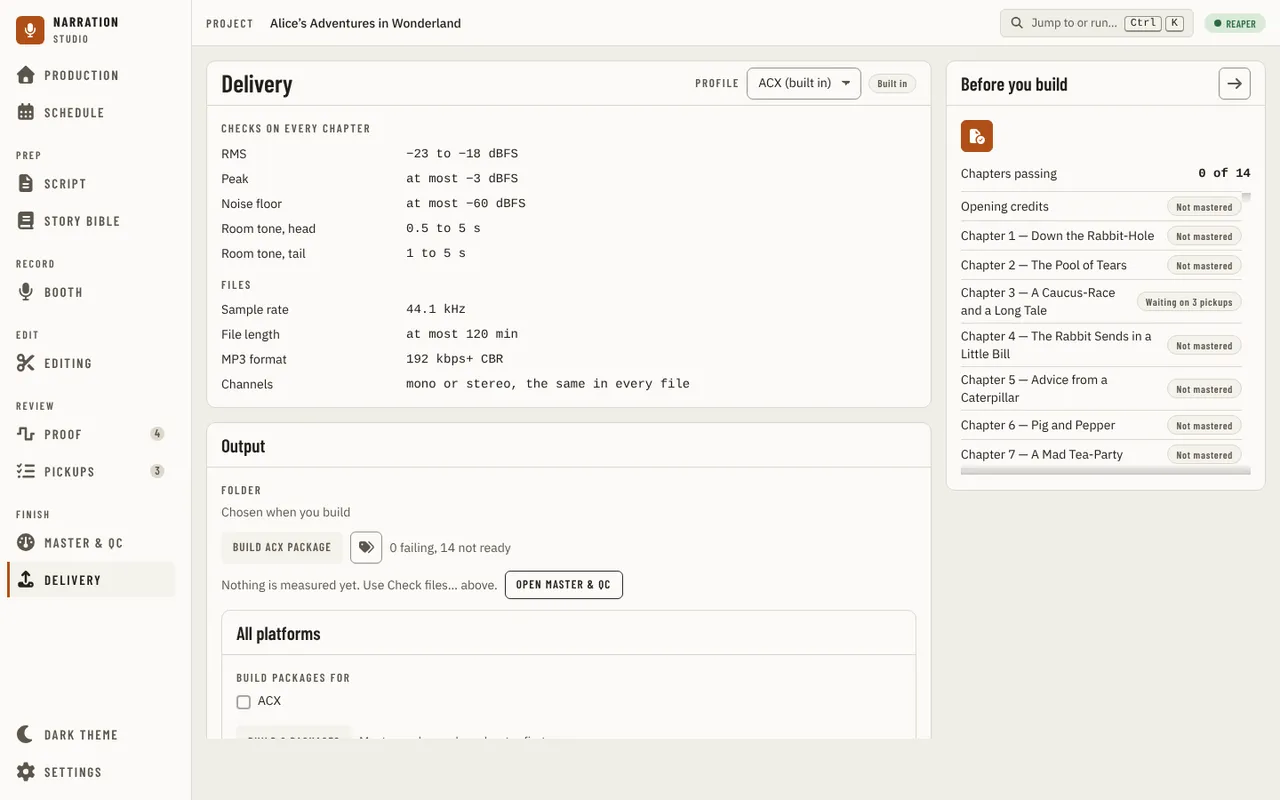 NARRATION
STUDIO
PRODUCTION
SCHEDULE
PREP
SCRIPT
STORY BIBLE
RECORD
BOOTH
EDIT
EDITING
REVIEW
PROOF 4
PICKUPS 3
FINISH
MASTER & QC
DELIVERY
DARK THEME
SETTINGS
PROJECT Alice's Adventures in Wonderland
Jump to or run... Ctrl K
REAPER
Delivery
PROFILE ACX (built in) Built in
CHECKS ON EVERY CHAPTER
RMS −23 to −18 dBFS
Peak at most −3 dBFS
Noise floor at most −60 dBFS
Room tone, head 0.5 to 5 s
Room tone, tail 1 to 5 s
FILES
Sample rate 44.1 kHz
File length at most 120 min
MP3 format 192 kbps+ CBR
Channels mono or stereo, the same in every file
Output
FOLDER
Chosen when you build
BUILD ACX PACKAGE 0 failing, 14 not ready
Nothing is measured yet. Use Check files... above. OPEN MASTER & QC
All platforms
BUILD PACKAGES FOR
ACX
Before you build
Chapters passing 0 of 14
Opening credits Not mastered
Chapter 1 — Down the Rabbit-Hole Not mastered
Chapter 2 — The Pool of Tears Not mastered
Chapter 3 — A Caucus-Race
and a Long Tale Waiting on 3 pickups
Chapter 4 — The Rabbit Sends in a
Little Bill Not mastered
Chapter 5 — Advice from a
Caterpillar Not mastered
Chapter 6 — Pig and Pepper Not mastered
Chapter 7 — A Mad Tea-Party Not mastered